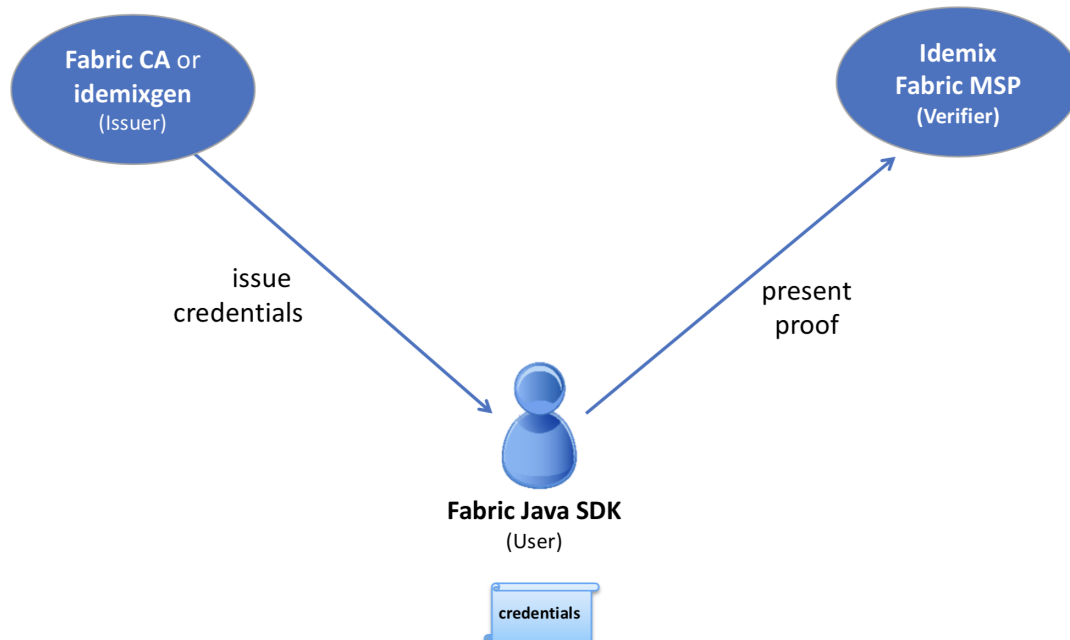 Fabric CA or
idemixgen
(Issuer)
Idemix
Fabric MSP
(Verifier)
issue
credentials
present
proof
Fabric Java SDK
(User)
credentials